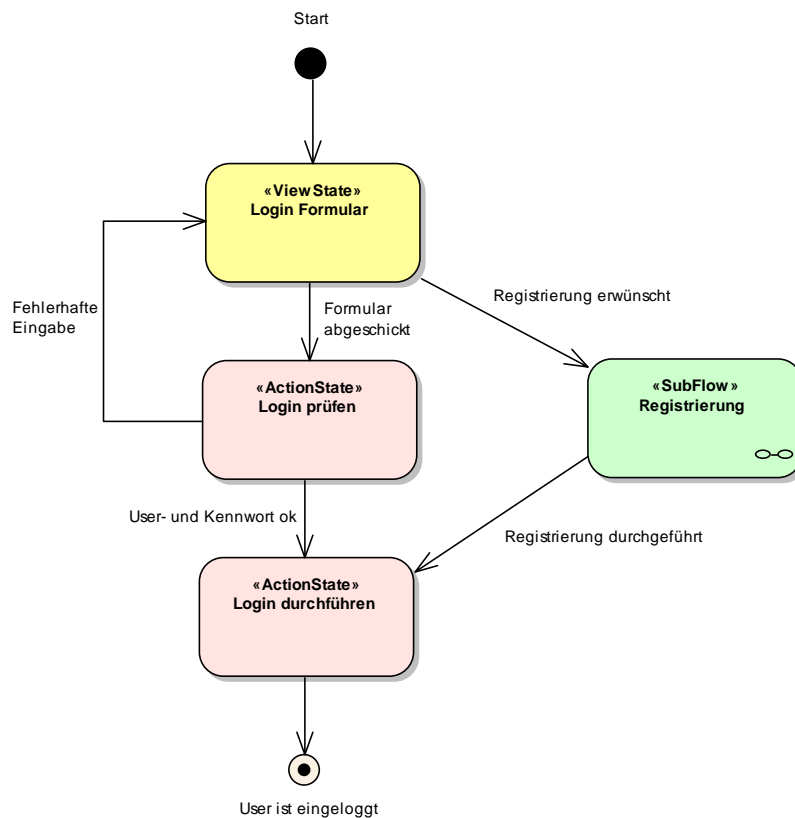 Start
«ViewState»
Login Formular
Fehlerhafte
Eingabe
Formular
abgeschickt
Registrierung erwünscht
«ActionState»
Login prüfen
«SubFlow»
Registrierung
User- und Kennwort ok
Registrierung durchgeführt
«ActionState»
Login durchführen
User ist eingeloggt